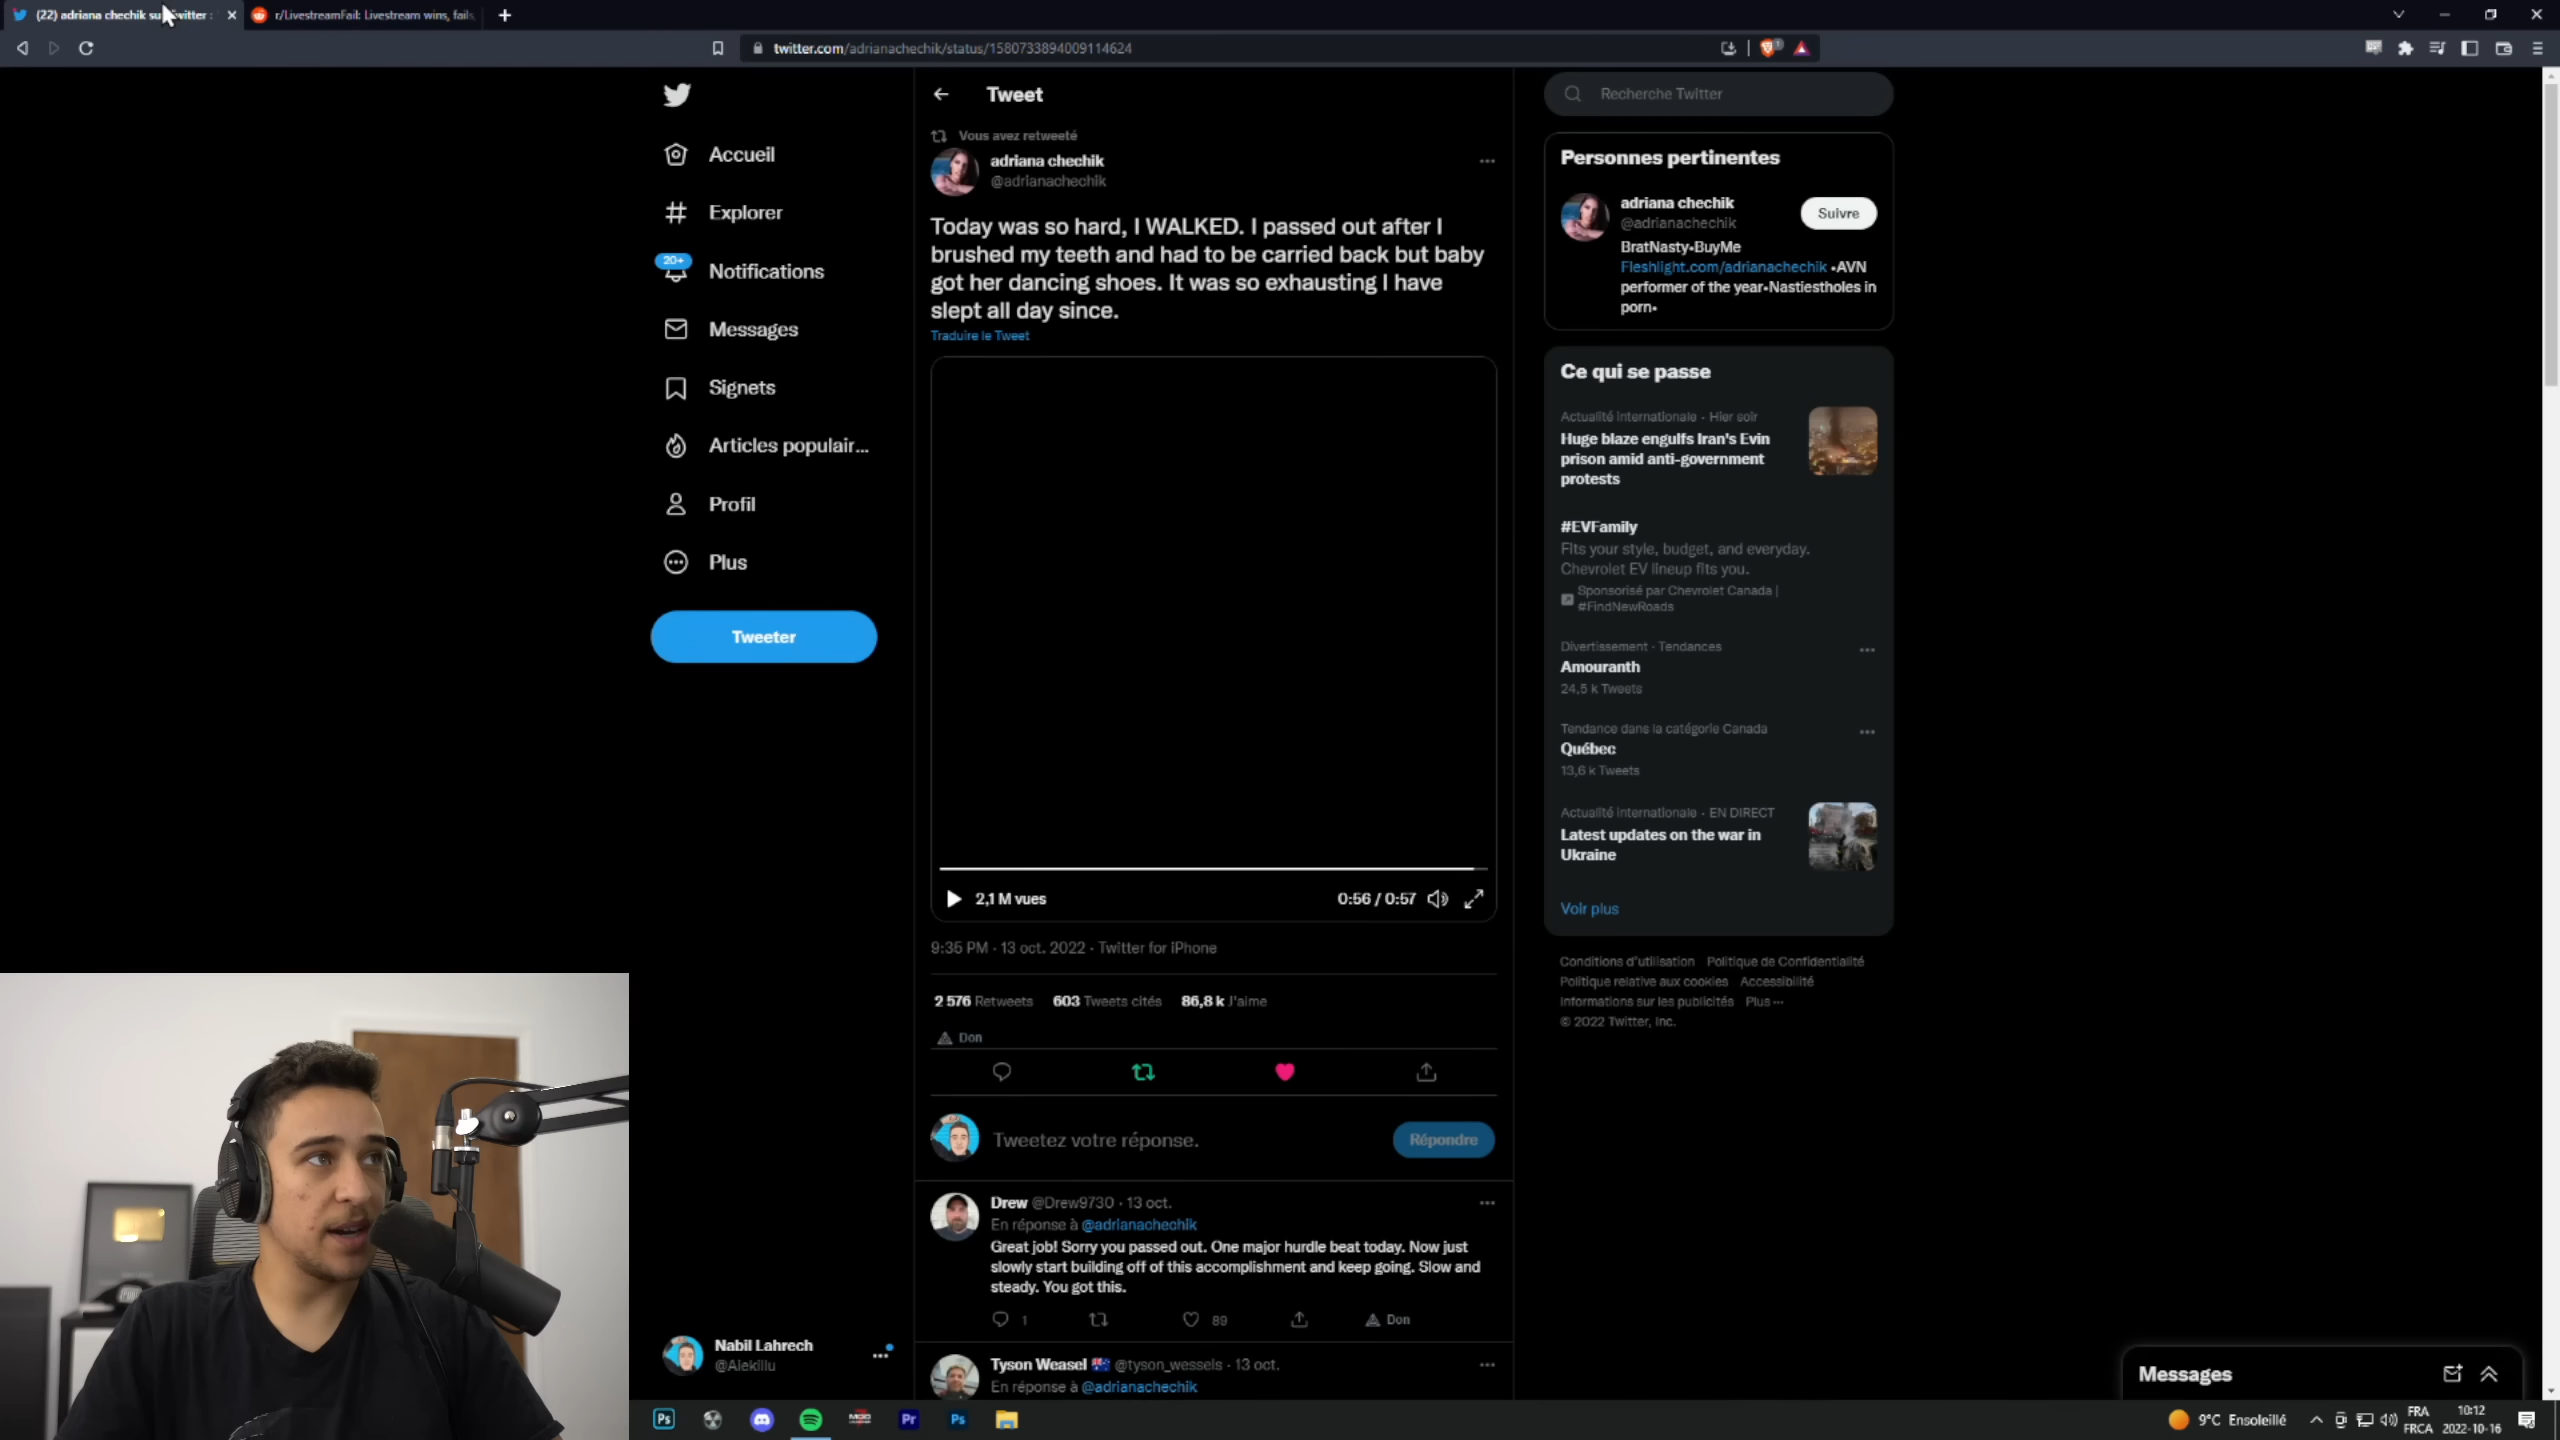 (22) adriana chechik su
witter :
r/LivestreamFail: Livestream wins, fails,
twitter.com/adrianachechik/status/1580733894009114624
Accueil
Explorer
20+
Notifications
Messages
Signets
Articles populair...
Profil
Plus
Tweeter
Nabil Lahrech
@Alekillu
Tweet
Vous avez retweeté
adriana chechik
@adrianachechik
Today was so hard, I WALKED. I passed out after I
brushed my teeth and had to be carried back but baby
got her dancing shoes. It was so exhausting I have
slept all day since.
Traduire le Tweet
2,1 M vues
0:56 / 0:57
9:35 PM · 13 oct. 2022 · Twitter for iPhone
2 576 Retweets 603 Tweets cités 86,8 k J'aime
Don
Tweetez votre réponse.
Répondre
Drew @Drew9730 · 13 oct.
En réponse à @adrianachechik
Great job! Sorry you passed out. One major hurdle beat today. Now just
slowly start building off of this accomplishment and keep going. Slow and
steady. You got this.
1
89
Don
Tyson Weasel @tyson_wessels · 13 oct.
En réponse à @adrianachechik
Recherche Twitter
Personnes pertinentes
adriana chechik
@adrianachechik
Suivre
BratNasty•BuyMe
Fleshlight.com/adrianachechik •AVN
performer of the year•Nastiestholes in
porn•
Ce qui se passe
Actualité internationale · Hier soir
Huge blaze engulfs Iran's Evin
prison amid anti-government
protests
#EVFamily
Fits your style, budget, and everyday.
Chevrolet EV lineup fits you.
Sponsorisé par Chevrolet Canada |
#FindNewRoads
Divertissement · Tendances
Amouranth
24,5 k Tweets
Tendance dans la catégorie Canada
Québec
13,6 k Tweets
Actualité internationale · EN DIRECT
Latest updates on the war in
Ukraine
Voir plus
Conditions d'utilisation Politique de Confidentialité
Politique relative aux cookies Accessibilité
Informations sur les publicités Plus ···
© 2022 Twitter, Inc.
Messages
Ps
Pr
Ps
9°C Ensoleillé
FRA
FRCA
10:12
2022-10-16